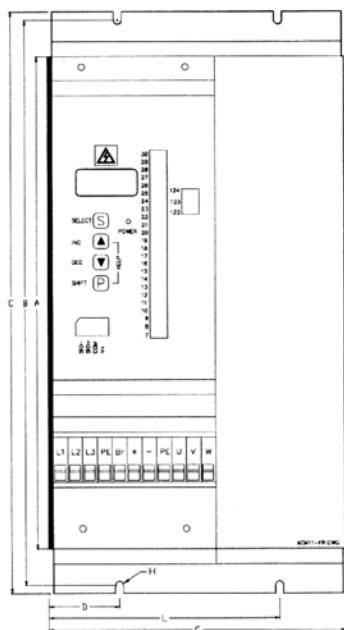 30
29
28
27
26
25
24
23
22
21
20
19
18
17
16
15
14
13
12
11
10
9
8
7
124
123
122
SELECT S
POWER
INC
DEC
HELP
SHIFT P
C
B
A
L1 L2 L3 PE Br + - PE U V W
H
D
L